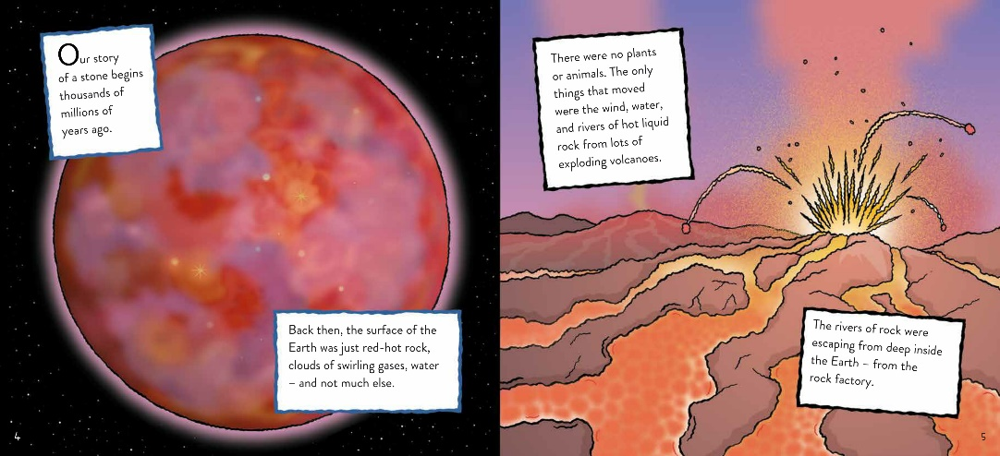 Our story
of a stone begins
thousands of
millions of
years ago.
Back then, the surface of the
Earth was just red-hot rock,
clouds of swirling gases, water
– and not much else.
4
There were no plants
or animals. The only
things that moved
were the wind, water,
and rivers of hot liquid
rock from lots of
exploding volcanoes.
The rivers of rock were
escaping from deep inside
the Earth – from the
rock factory.
5